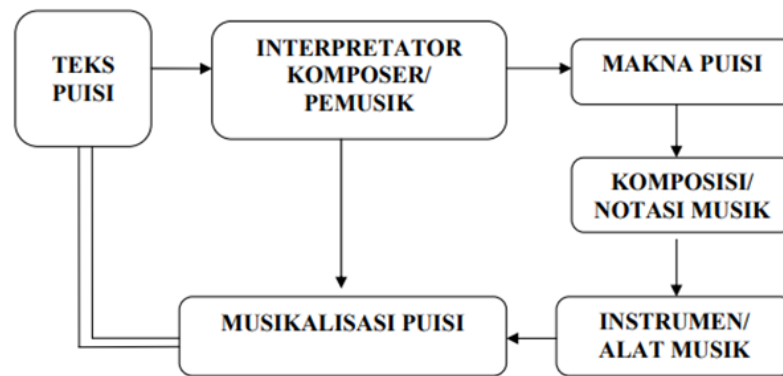 TEKS
PUISI
INTERPRETATOR
KOMPOSER/
PEMUSIK
MAKNA PUISI
KOMPOSISI/
NOTASI MUSIK
INSTRUMEN/
ALAT MUSIK
MUSIKALISASI PUISI